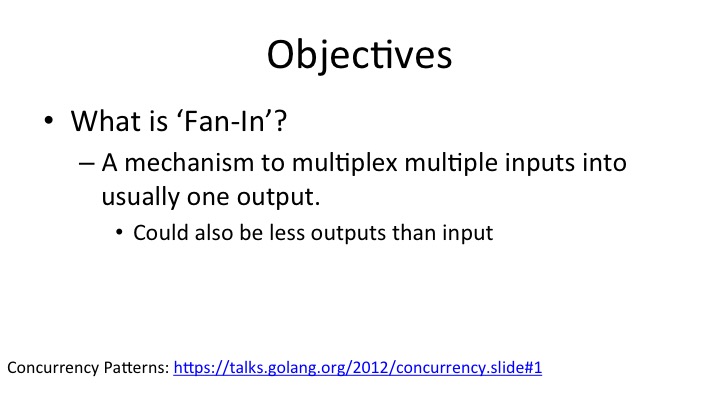 Objectives
• What is ‘Fan-In’?
– A mechanism to multiplex multiple inputs into
usually one output.
• Could also be less outputs than input
Concurrency Patterns: https://talks.golang.org/2012/concurrency.slide#1